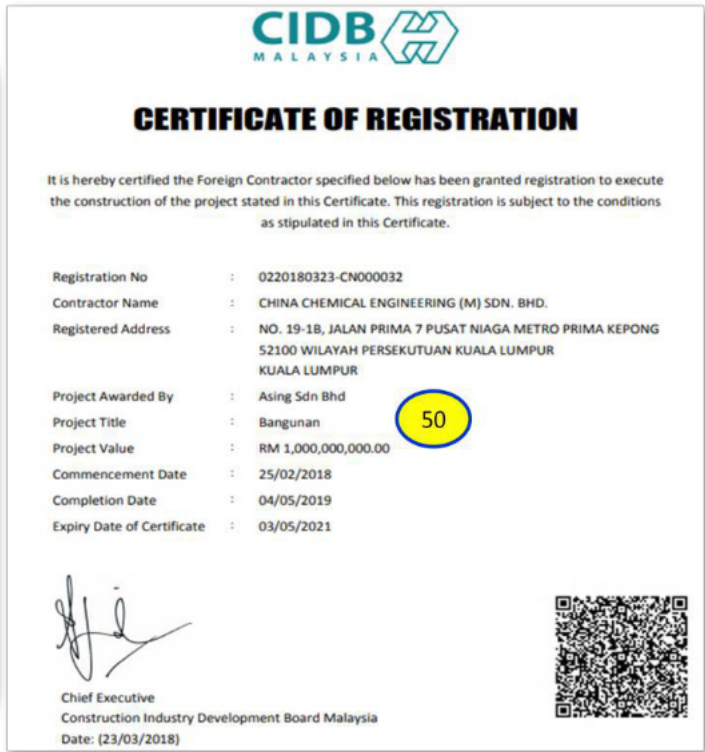 CIDB
MALAYSIA
CERTIFICATE OF REGISTRATION
It is hereby certified the Foreign Contractor specified below has been granted registration to execute
the construction of the project stated in this Certificate. This registration is subject to the conditions
as stipulated in this Certificate.
Registration No : 0220180323-CN000032
Contractor Name : CHINA CHEMICAL ENGINEERING (M) SDN. BHD.
Registered Address : NO. 19-1B, JALAN PRIMA 7 PUSAT NIAGA METRO PRIMA KEPONG
52100 WILAYAH PERSEKUTUAN KUALA LUMPUR
KUALA LUMPUR
Project Awarded By : Asing Sdn Bhd
Project Title : Bangunan
50
Project Value : RM 1,000,000,000.00
Commencement Date : 25/02/2018
Completion Date : 04/05/2019
Expiry Date of Certificate : 03/05/2021
Chief Executive
Construction Industry Development Board Malaysia
Date: (23/03/2018)